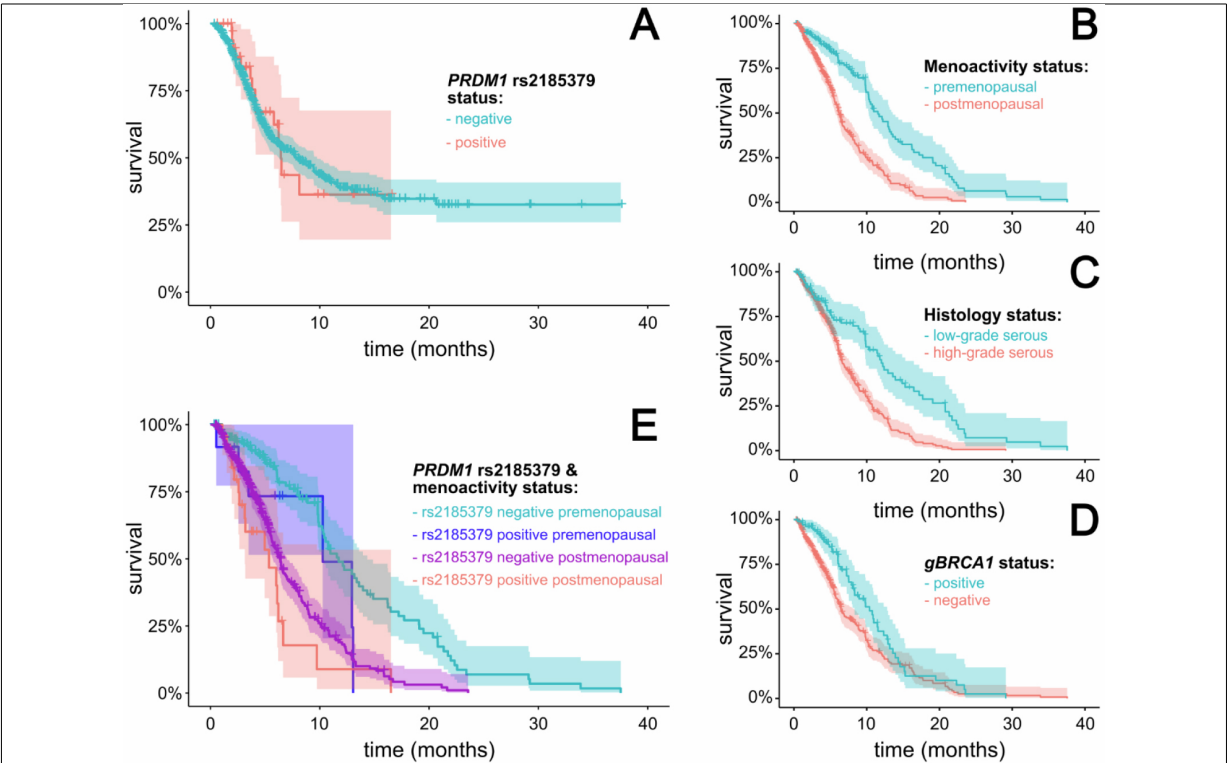 A
100%
75%
50%
25%
0%
survival
PRDM1 rs2185379
status:
- negative
- positive
0 10 20 30 40
time (months)
B
100%
75%
50%
25%
0%
survival
Menoactivity status:
- premenopausal
- postmenopausal
0 10 20 30 40
time (months)
C
100%
75%
50%
25%
0%
survival
Histology status:
- low-grade serous
- high-grade serous
0 10 20 30 40
time (months)
D
100%
75%
50%
25%
0%
survival
gBRCA1 status:
- positive
- negative
0 10 20 30 40
time (months)
E
100%
75%
50%
25%
0%
survival
PRDM1 rs2185379 &
menoactivity status:
- rs2185379 negative premenopausal
- rs2185379 positive premenopausal
- rs2185379 negative postmenopausal
- rs2185379 positive postmenopausal
0 10 20 30 40
time (months)